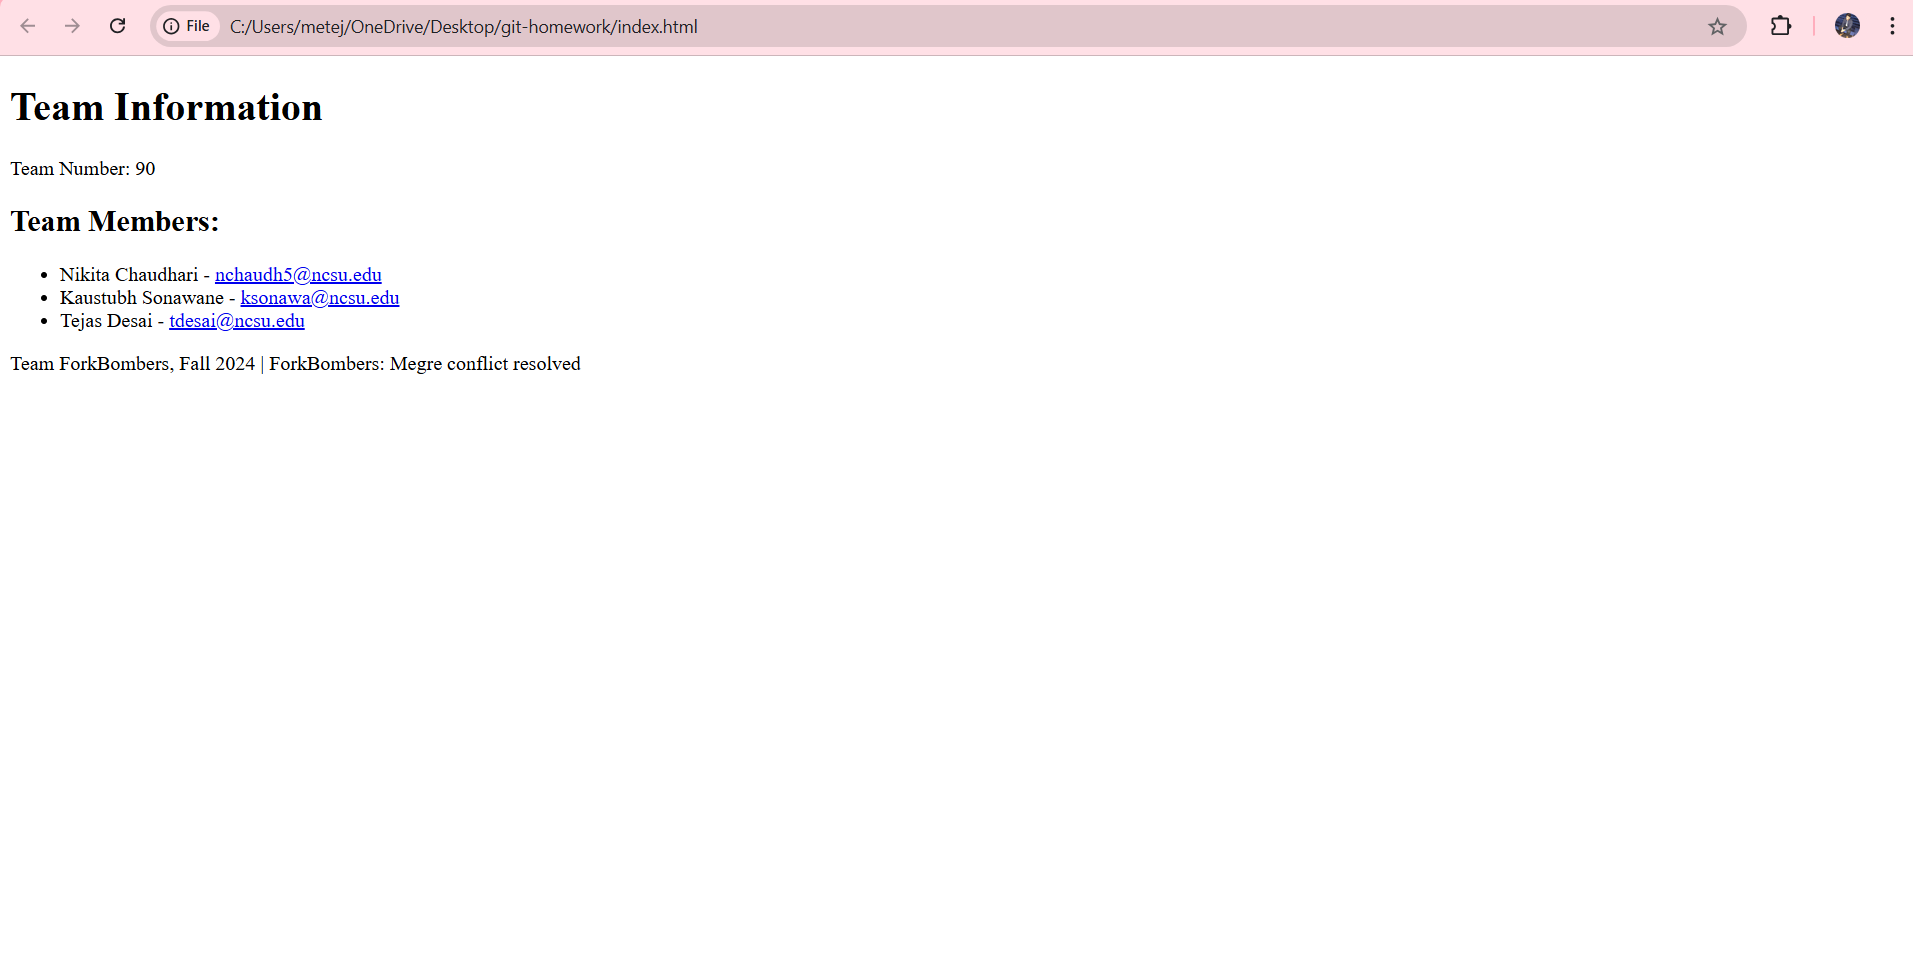 File C:/Users/metej/OneDrive/Desktop/git-homework/index.html
Team Information
Team Number: 90
Team Members:
Nikita Chaudhari - nchaudh5@ncsu.edu
Kaustubh Sonawane - ksonawa@ncsu.edu
Tejas Desai - tdesai@ncsu.edu
Team ForkBombers, Fall 2024 | ForkBombers: Megre conflict resolved